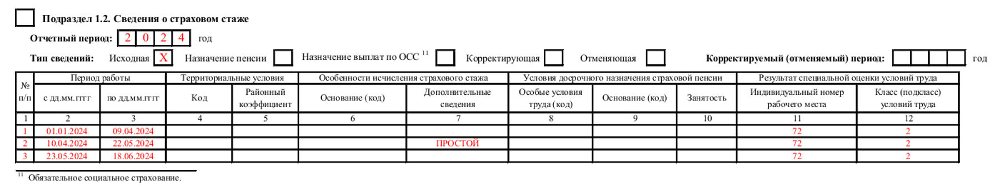 Подраздел 1.2. Сведения о страховом стаже
Отчетный период: 2 0 2 4 год
Тип сведений: Исходная X Назначение пенсии Назначение выплат по ОСС 11 Корректирующая Отменяющая Корректируемый (отменяемый) период: год
№ п/п Период работы Территориальные условия Особенности исчисления страхового стажа Условия досрочного назначения страховой пенсии Результат специальной оценки условий труда
с дд.мм.гггг по дд.мм.гггг Код Районный коэффициент Основание (код) Дополнительные сведения Особые условия труда (код) Основание (код) Занятость Индивидуальный номер рабочего места Класс (подкласс) условий труда
1 2 3 4 5 6 7 8 9 10 11 12
1 01.01.2024 09.04.2024 72 2
2 10.04.2024 22.05.2024 ПРОСТОЙ 72 2
3 23.05.2024 18.06.2024 72 2
11 Обязательное социальное страхование.